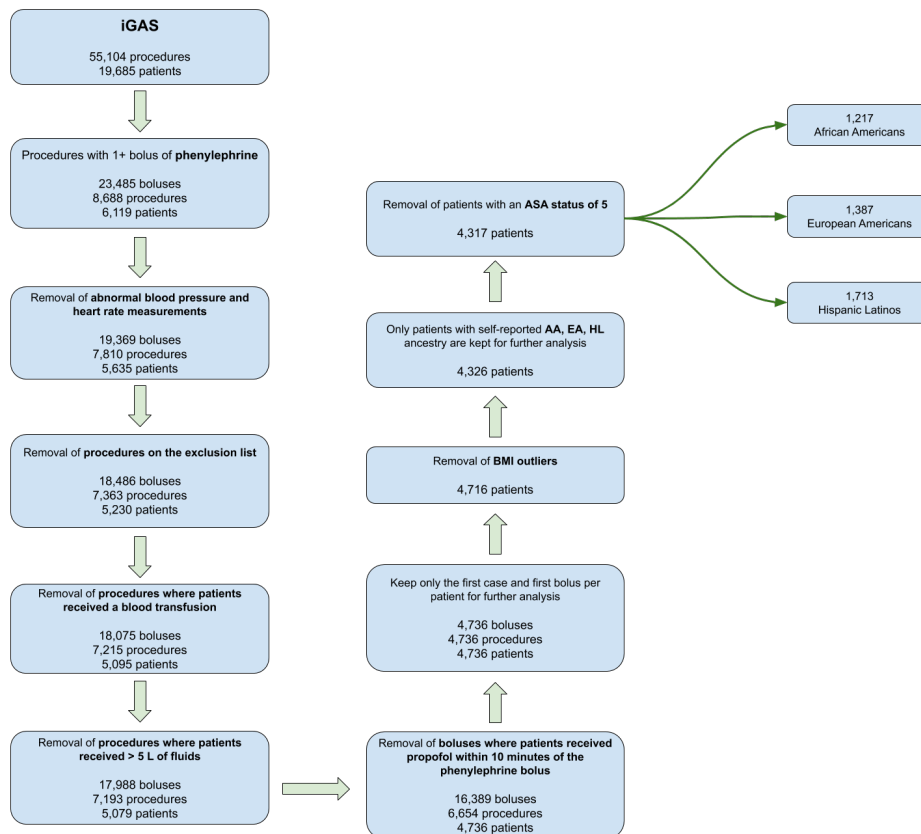 iGAS
55,104 procedures
19,685 patients
Procedures with 1+ bolus of phenylephrine
23,485 boluses
8,688 procedures
6,119 patients
Removal of abnormal blood pressure and
heart rate measurements
19,369 boluses
7,810 procedures
5,635 patients
Removal of procedures on the exclusion list
18,486 boluses
7,363 procedures
5,230 patients
Removal of procedures where patients
received a blood transfusion
18,075 boluses
7,215 procedures
5,095 patients
Removal of procedures where patients
received > 5 L of fluids
17,988 boluses
7,193 procedures
5,079 patients
Removal of boluses where patients received
propofol within 10 minutes of the
phenylephrine bolus
16,389 boluses
6,654 procedures
4,736 patients
Keep only the first case and first bolus per
patient for further analysis
4,736 boluses
4,736 procedures
4,736 patients
Removal of BMI outliers
4,716 patients
Only patients with self-reported AA, EA, HL
ancestry are kept for further analysis
4,326 patients
Removal of patients with an ASA status of 5
4,317 patients
1,217
African Americans
1,387
European Americans
1,713
Hispanic Latinos